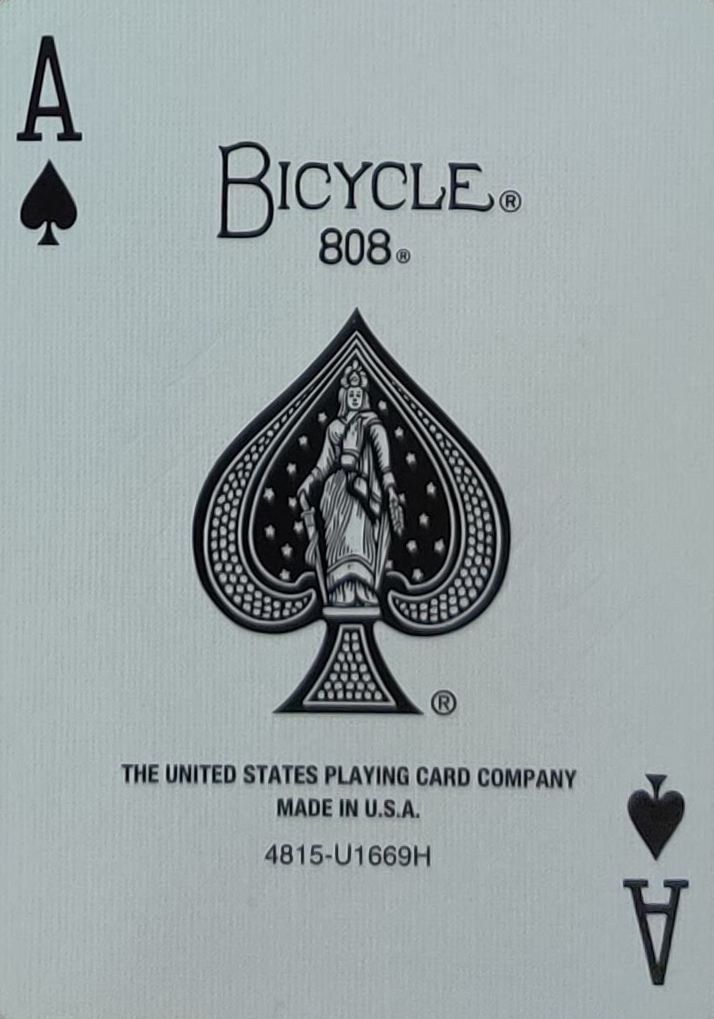 A
BICYCLE®
808®
®
THE UNITED STATES PLAYING CARD COMPANY
MADE IN U.S.A.
4815-U1669H
A